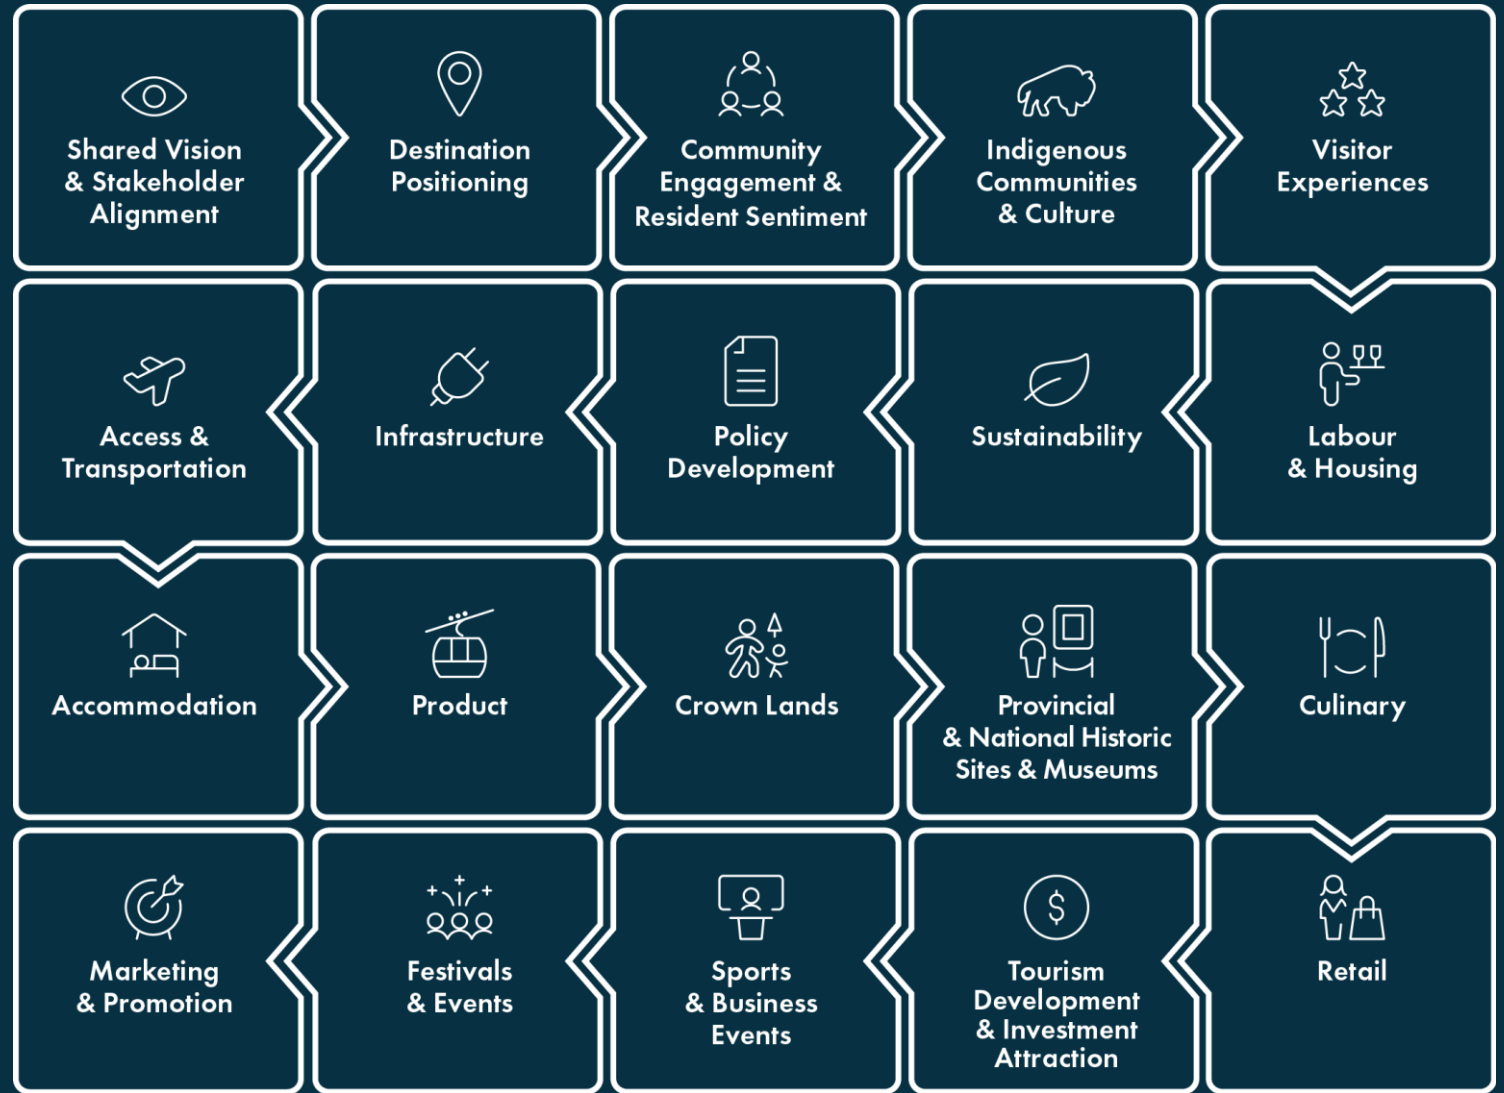 Shared Vision
& Stakeholder
Alignment
Destination
Positioning
Community
Engagement &
Resident Sentiment
Indigenous
Communities
& Culture
Visitor
Experiences
Labour
& Housing
Sustainability
Policy
Development
Infrastructure
Access &
Transportation
Accommodation
Product
Crown Lands
Provincial
& National Historic
Sites & Museums
Culinary
Retail
Tourism
Development
& Investment
Attraction
Sports
& Business
Events
Festivals
& Events
Marketing
& Promotion